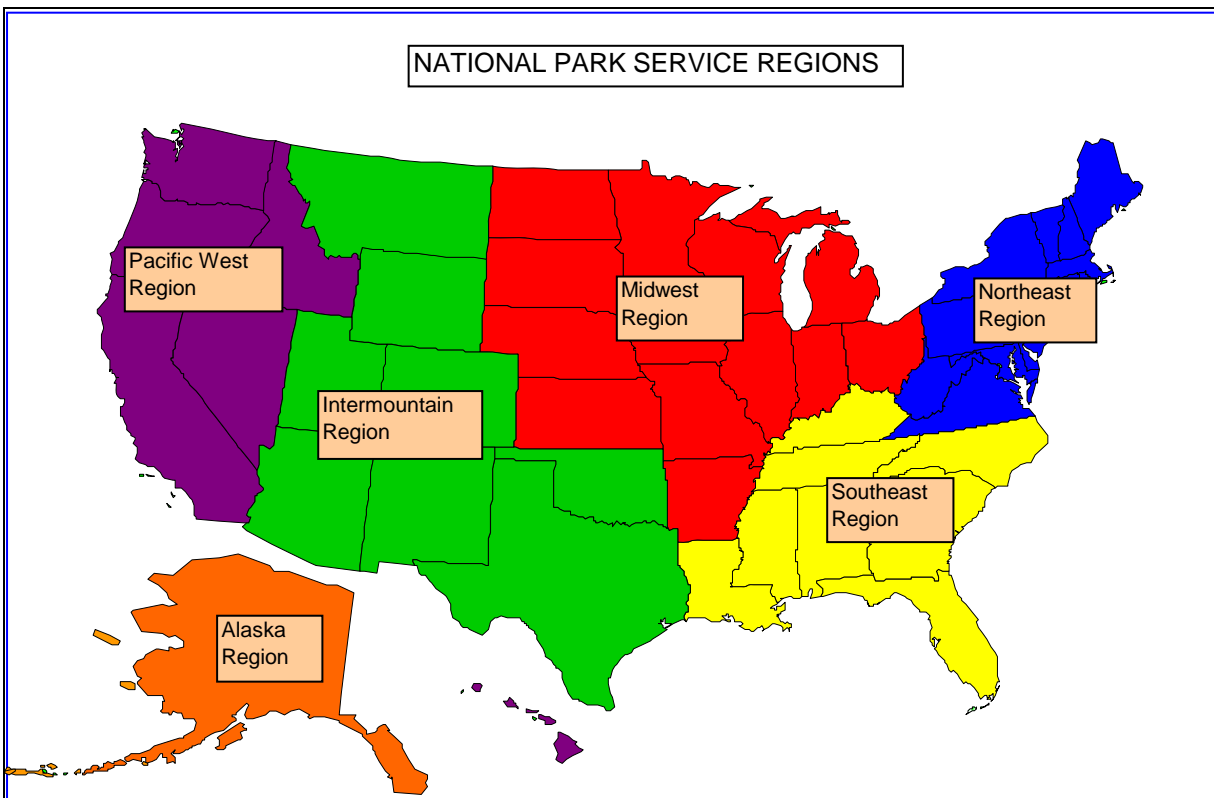 NATIONAL PARK SERVICE REGIONS
Pacific West
Region
Midwest
Region
Northeast
Region
Intermountain
Region
Southeast
Region
Alaska
Region